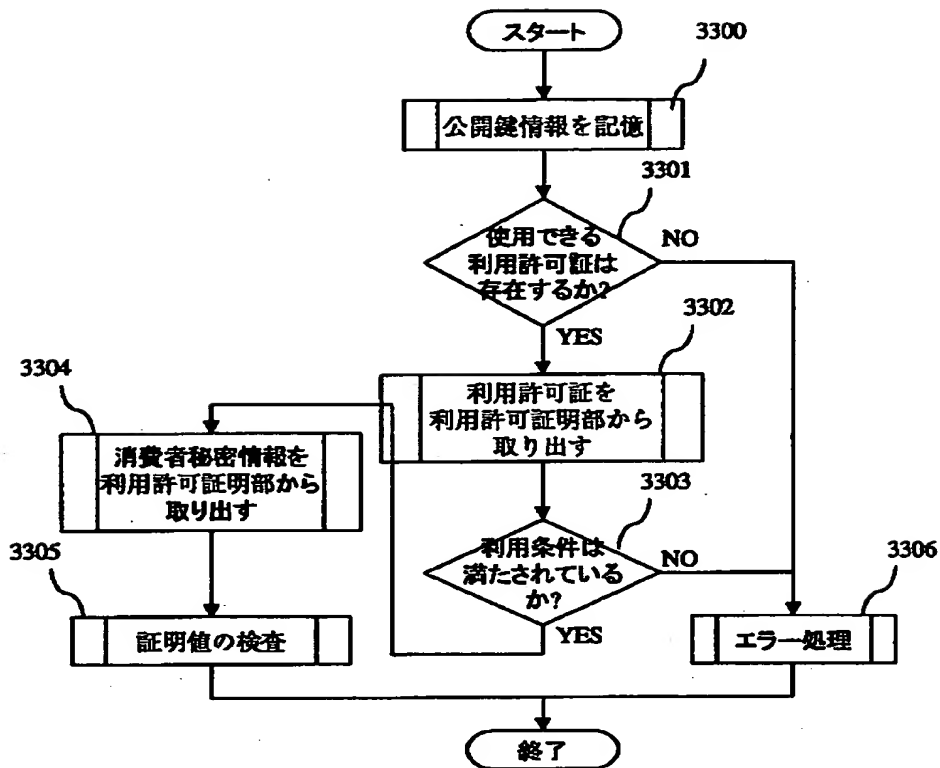 スタート
3300
公開鍵情報を記憶
3301
使用できる
利用許可証は
存在するか?
NO
YES
3302
利用許可証を
利用許可証明部から
取り出す
3303
利用条件は
満たされている
か?
NO
YES
3304
消費者秘密情報を
利用許可証明部から
取り出す
3305
証明値の検査
3306
エラー処理
終了